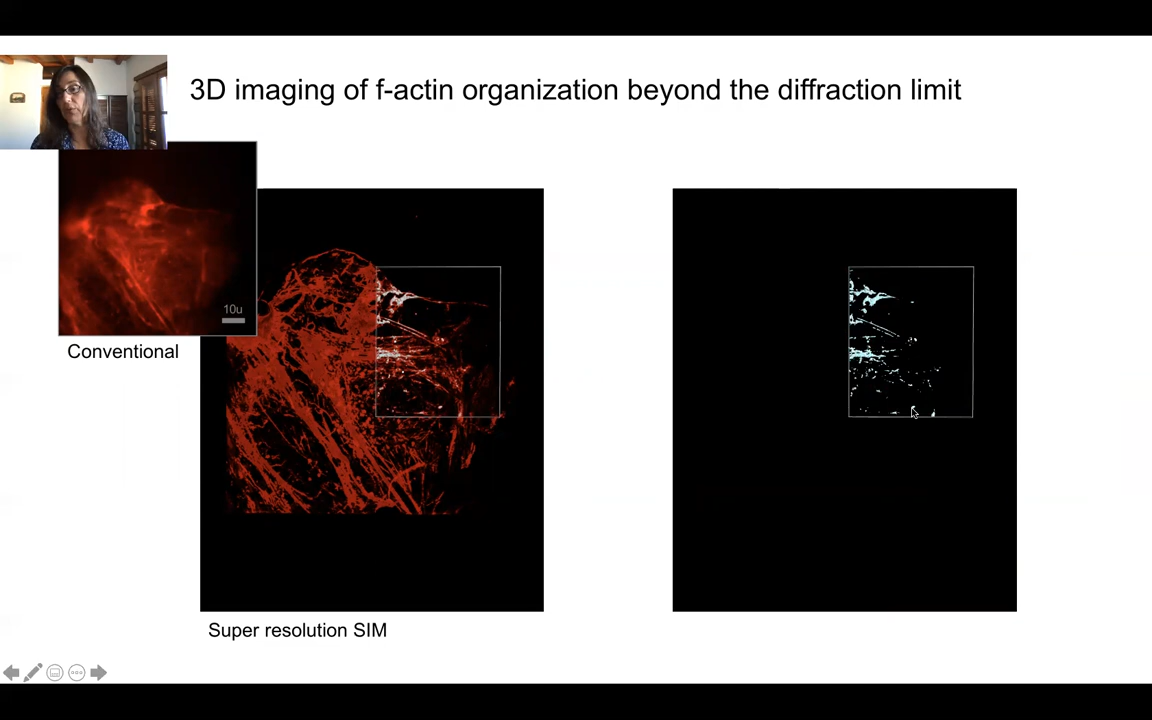 3D imaging of f-actin organization beyond the diffraction limit
10u
Conventional
Super resolution SIM